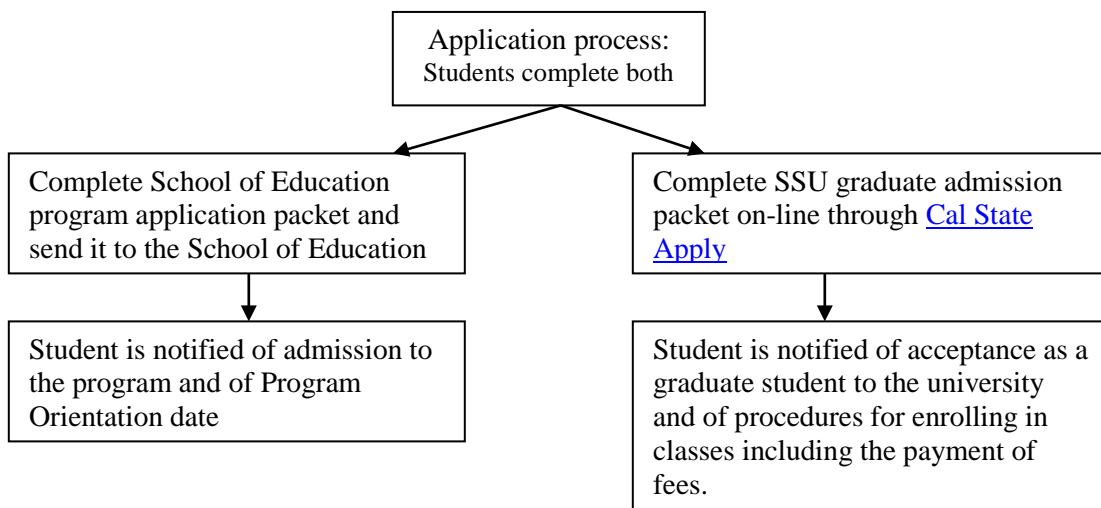 Application process:
Students complete both
Complete School of Education
program application packet and
send it to the School of Education
Complete SSU graduate admission
packet on-line through Cal State
Apply
Student is notified of admission to
the program and of Program
Orientation date
Student is notified of acceptance as a
graduate student to the university
and of procedures for enrolling in
classes including the payment of
fees.